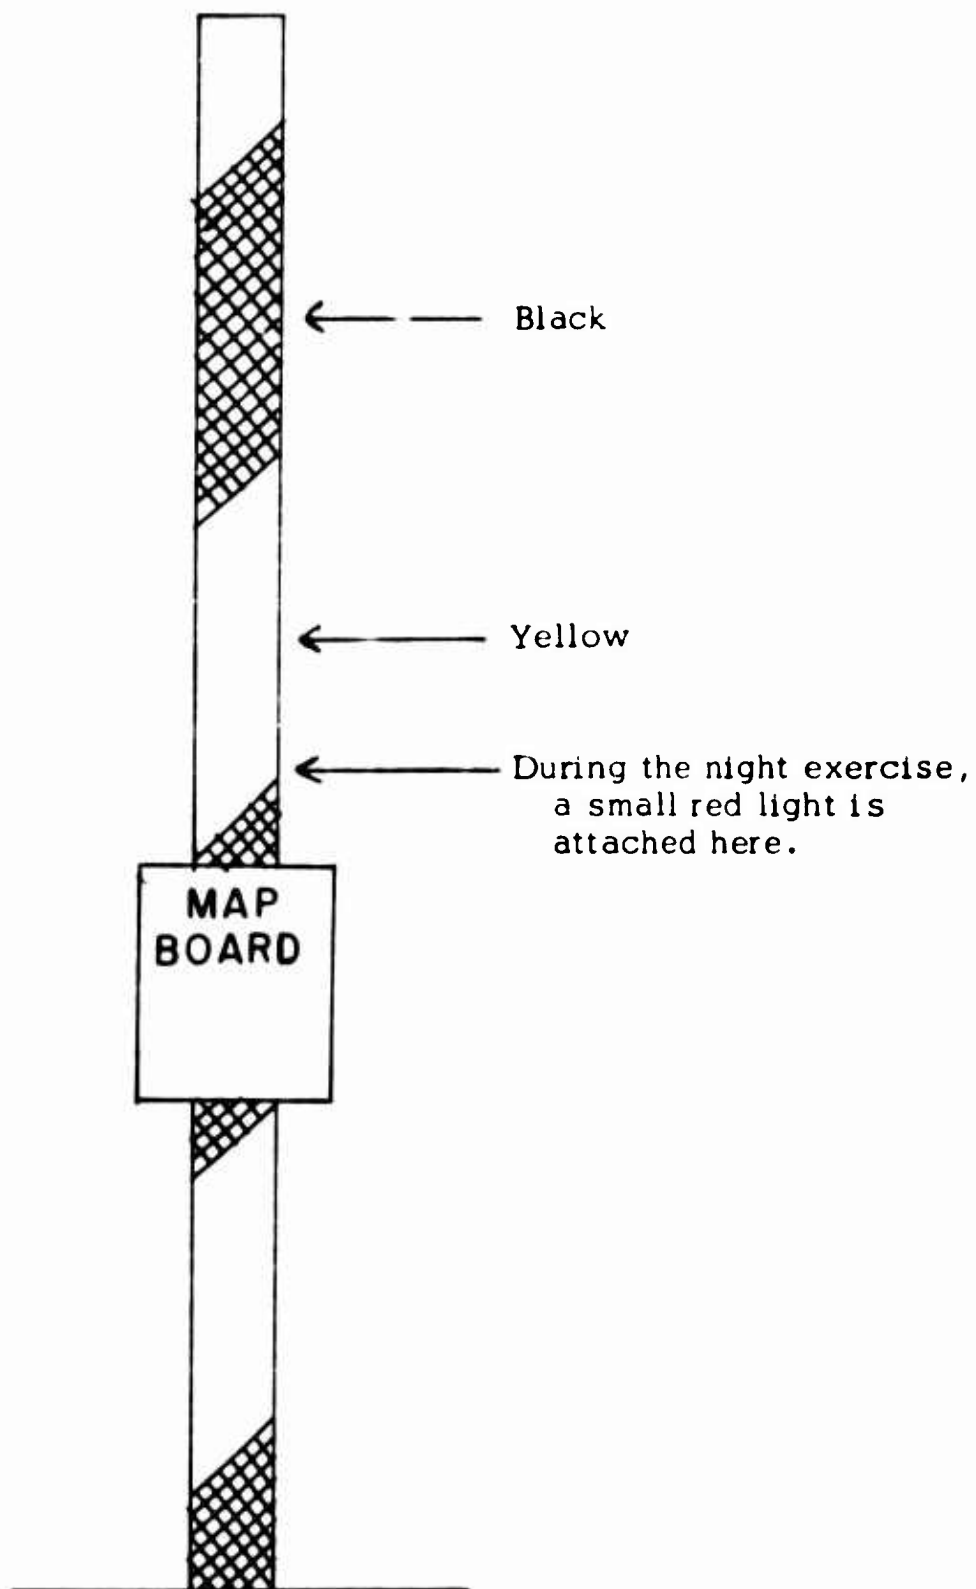 Black
Yellow
During the night exercise,
a small red light is
attached here.
MAP
BOARD